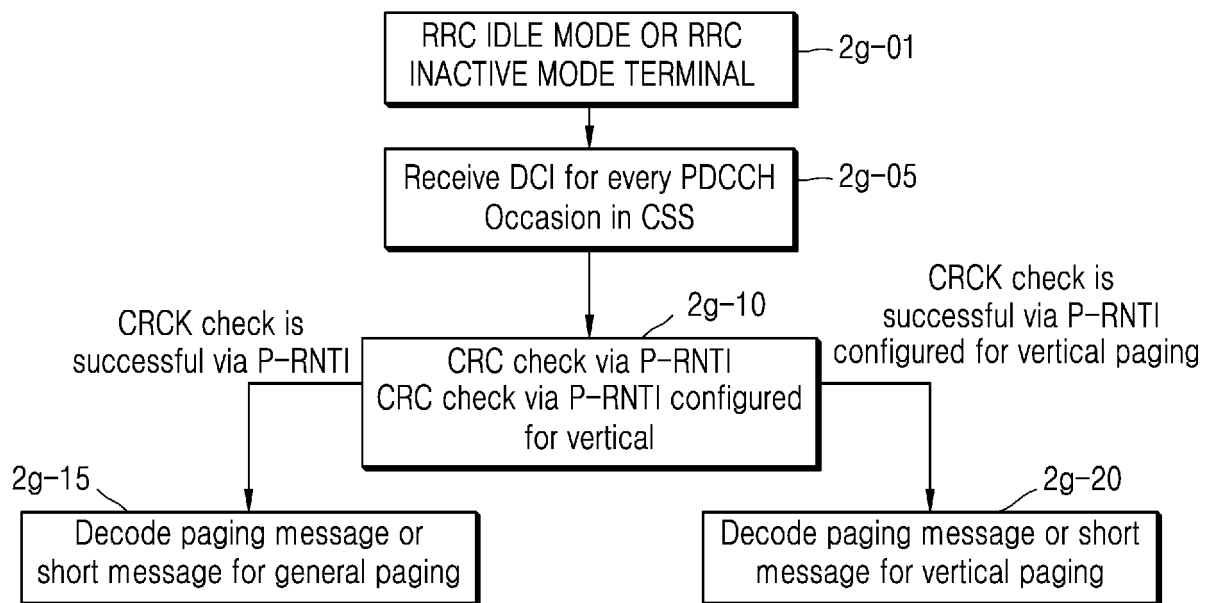 RRC IDLE MODE OR RRC
INACTIVE MODE TERMINAL
2g-01
Receive DCI for every PDCCH
Occasion in CSS
2g-05
CRCK check is
successful via P-RNTI
2g-10
CRCK check is
successful via P-RNTI
configured for vertical paging
CRC check via P-RNTI
CRC check via P-RNTI configured
for vertical
2g-15
Decode paging message or
short message for general paging
2g-20
Decode paging message or short
message for vertical paging